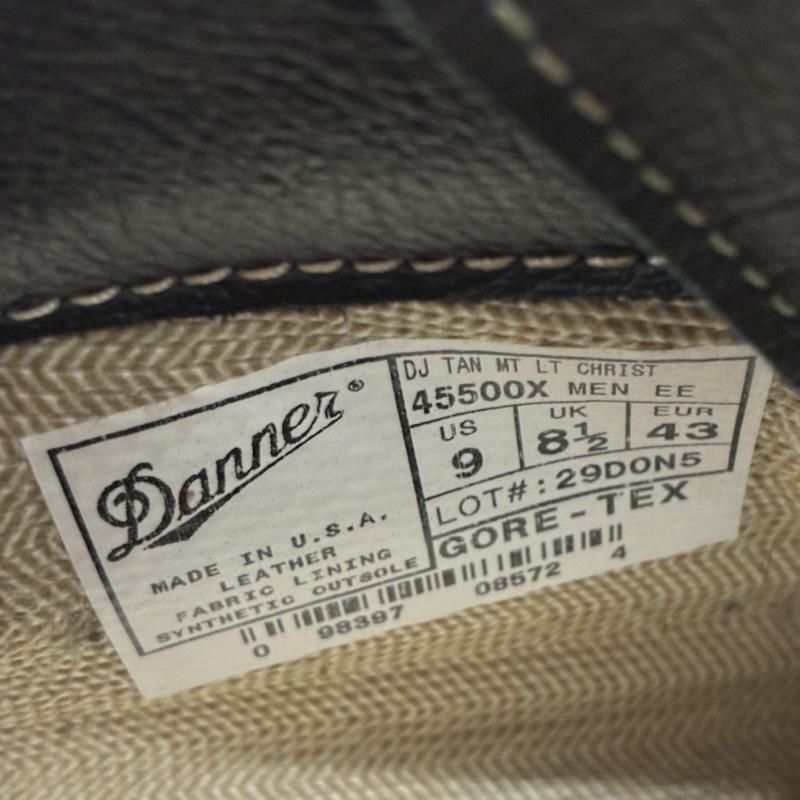 Danner®
MADE IN U.S.A.
LEATHER
FABRIC LINING
SYNTHETIC OUTSOLE
DJ TAN MT LT CHRIST
45500X MEN EE
US UK EUR
9 8½ 43
LOT#:29DON5
GORE-TEX
0 98397 08572 4